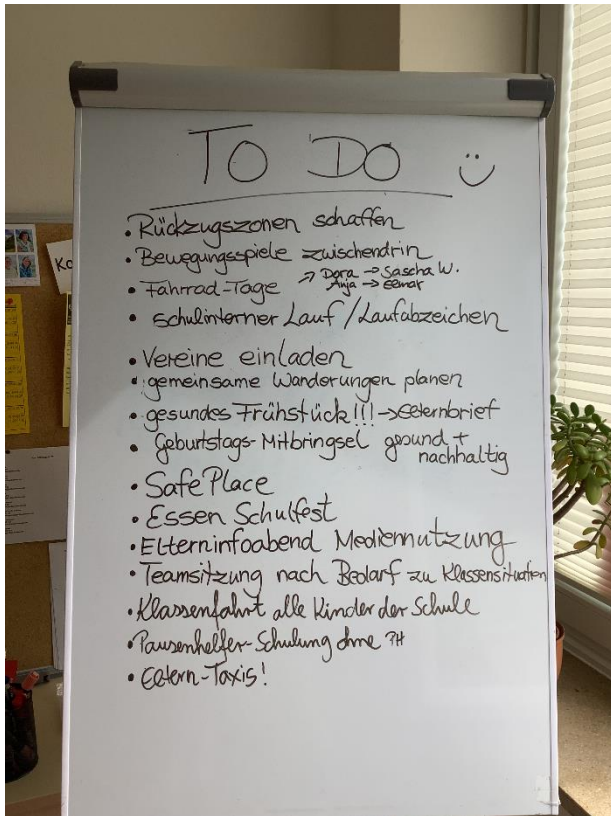 TO DO
• Rückzugszonen schaffen
• Bewegungsspiele zwischendrin
• Fahrrad-Tage → Dora → Sascha W.
Anja → Elmar
• schulinterner Lauf / Laufabzeichen
• Vereine einladen
• gemeinsame Wanderungen planen
• gesundes Frühstück!!! → Elternbrief
• Geburtstags-Mitbringsel gesund +
nachhaltig
• Safe Place
• Essen Schulfest
• Elterninfoabend Mediennutzung
• Teamsitzung nach Bedarf zu Klassensituation
• Klassenfahrt alle Kinder der Schule
• Pausenhelfer-Schulung ohne PH
• Eltern-Taxis!
Ko